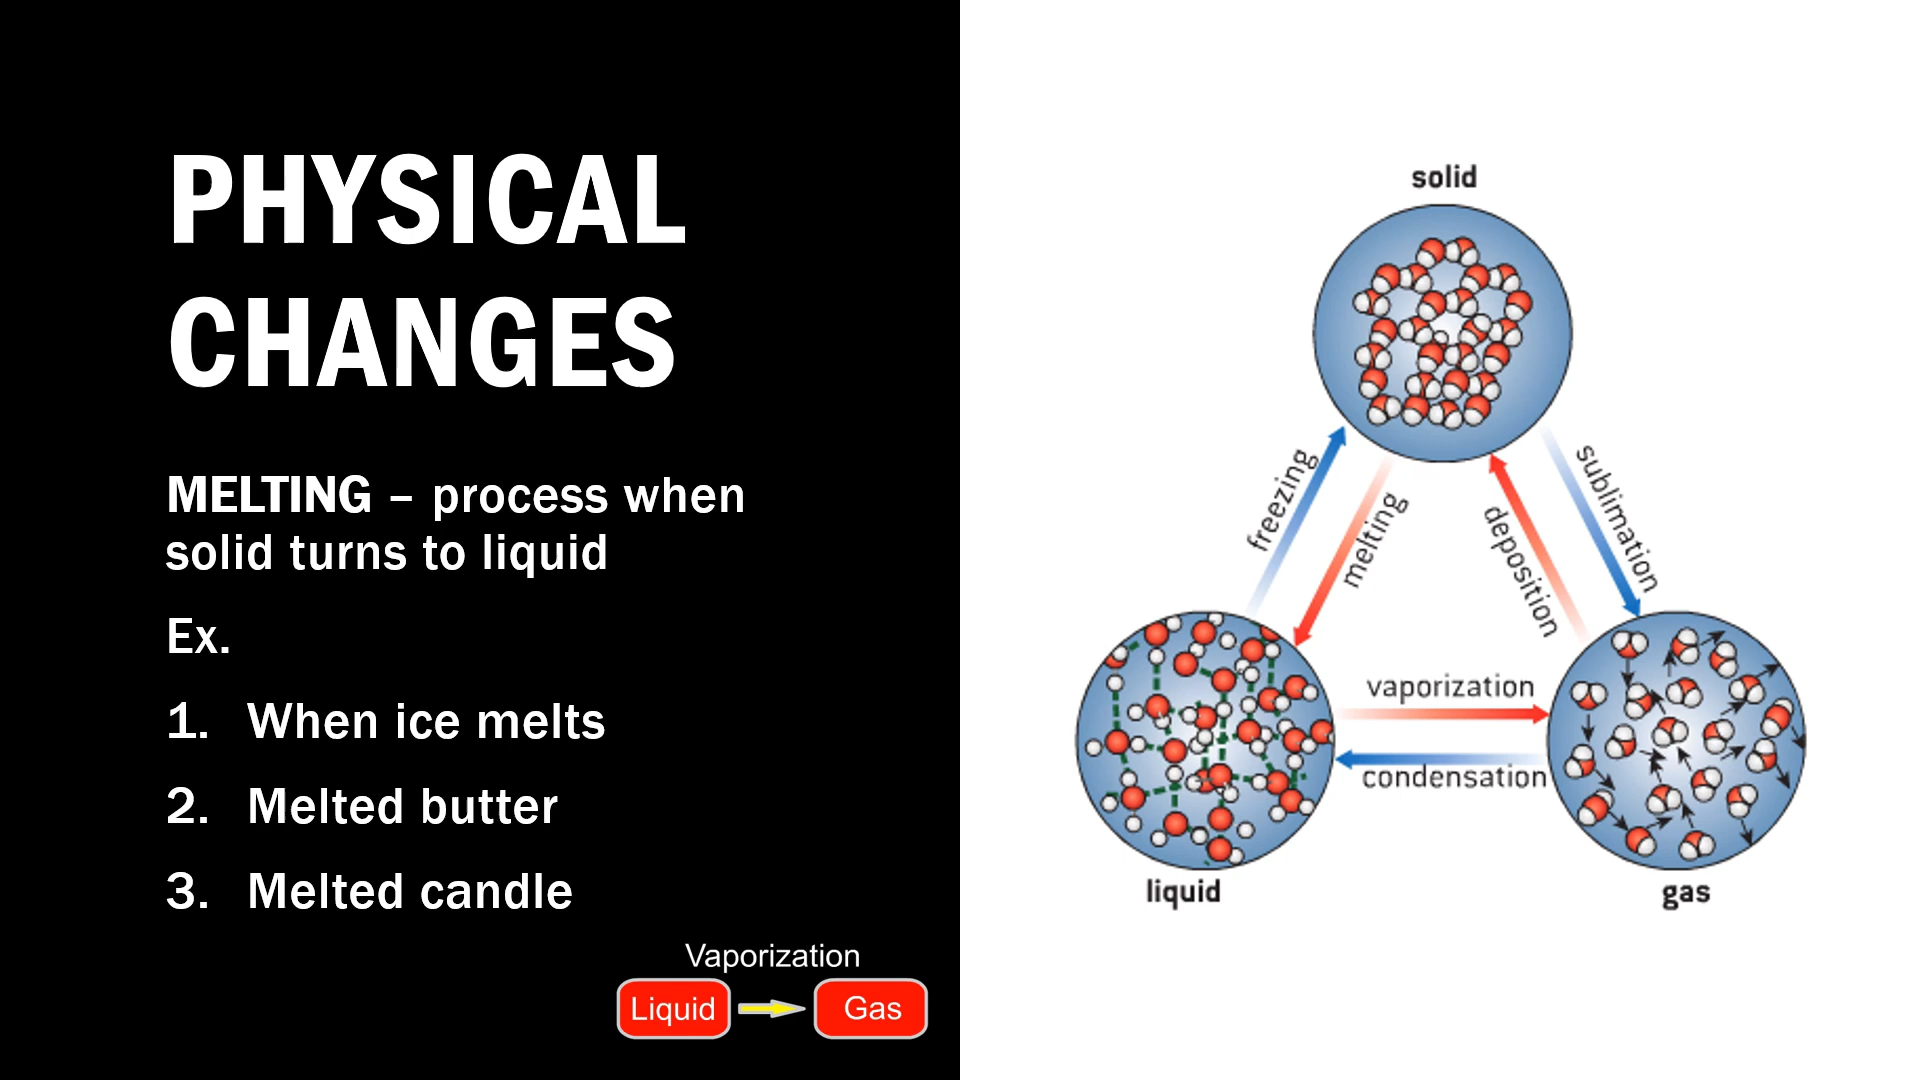 PHYSICAL
CHANGES
MELTING – process when
solid turns to liquid
Ex.
1. When ice melts
2. Melted butter
3. Melted candle
Vaporization
Liquid
Gas
solid
freezing
melting
deposition
sublimation
vaporization
condensation
liquid
gas